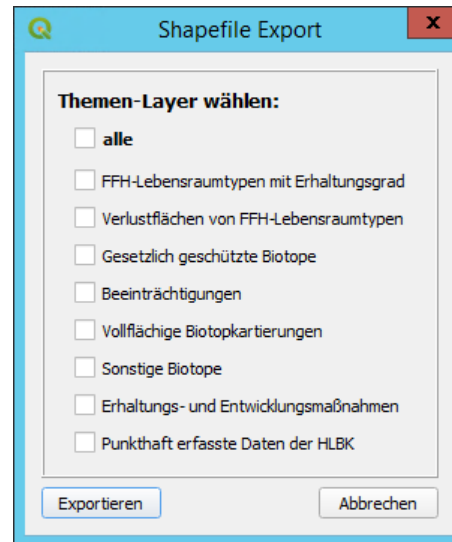 Shapefile Export
x
Themen-Layer wählen:
alle
FFH-Lebensraumtypen mit Erhaltungsgrad
Verlustflächen von FFH-Lebensraumtypen
Gesetzlich geschützte Biotope
Beeinträchtigungen
Vollflächige Biotopkartierungen
Sonstige Biotope
Erhaltungs- und Entwicklungsmaßnahmen
Punkthaft erfasste Daten der HLBK
Exportieren
Abbrechen